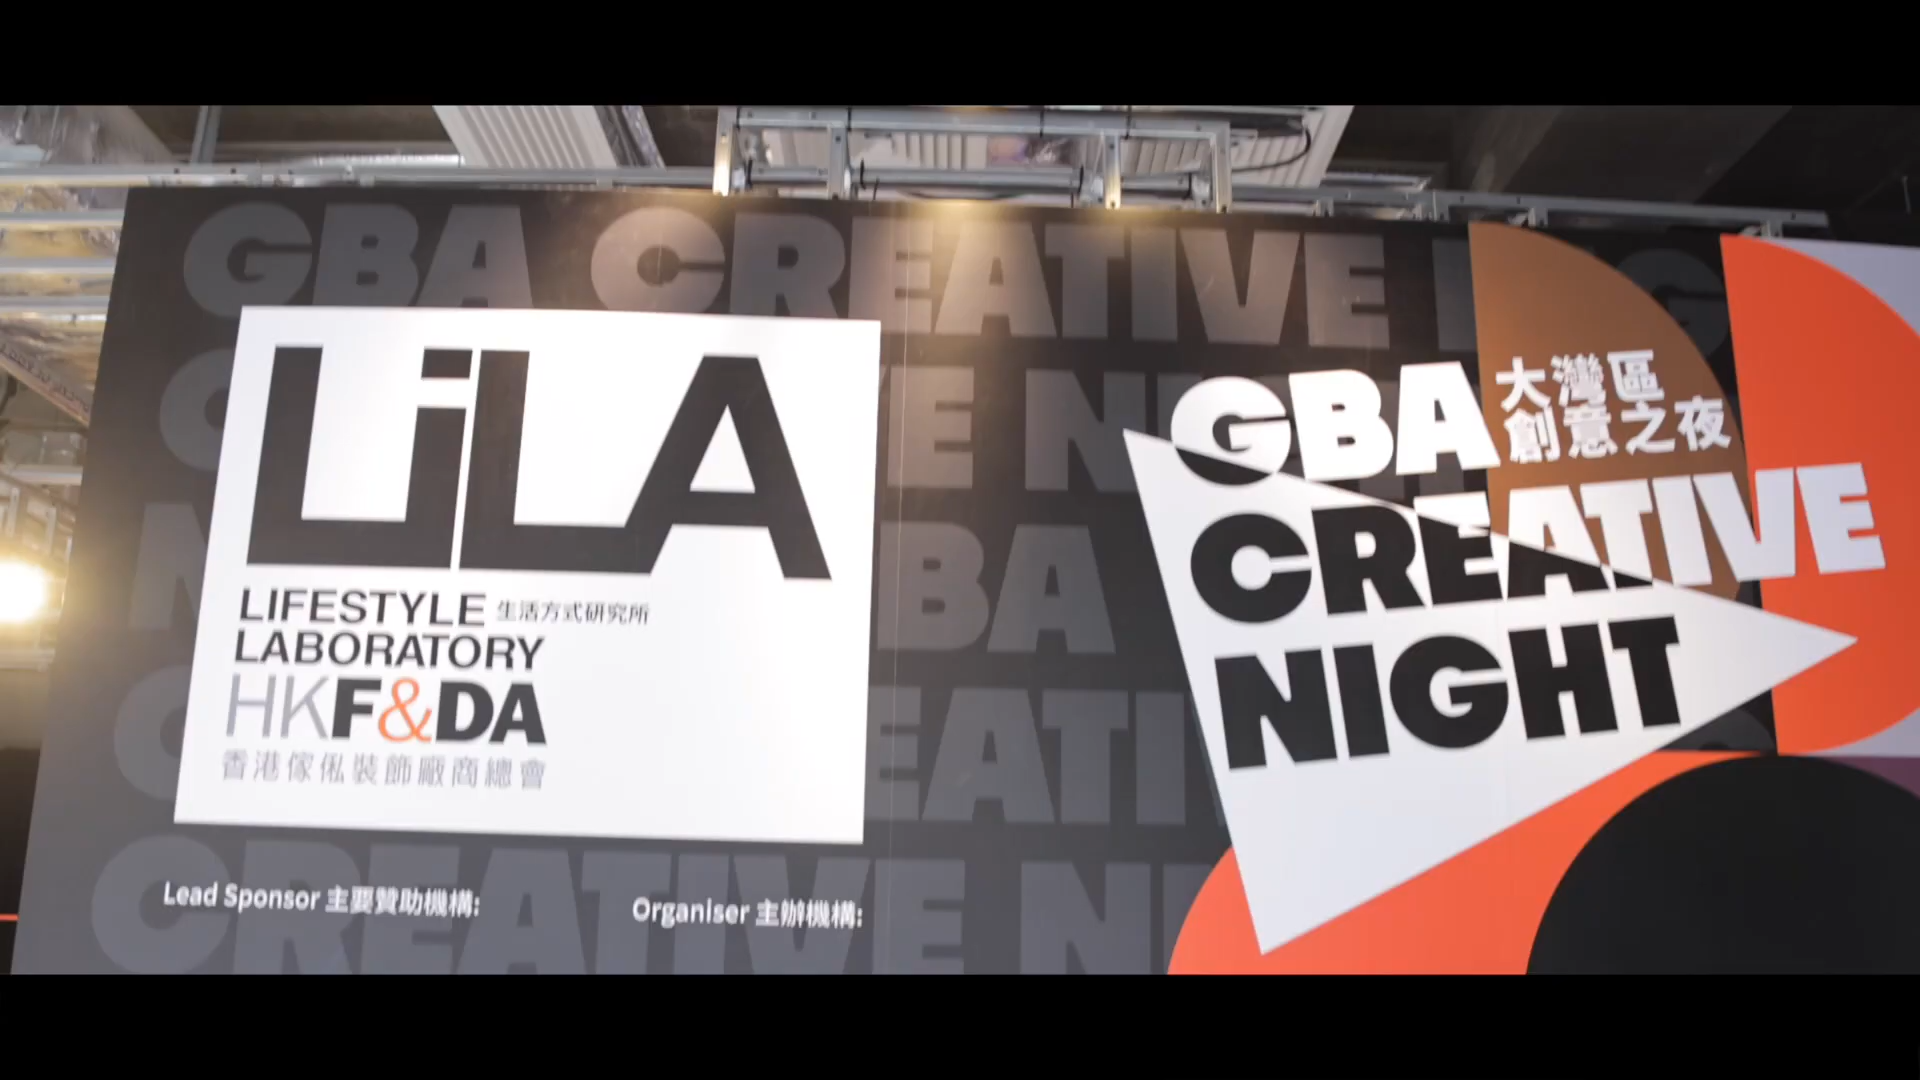 GBA CREATIVE
LiLA
LIFESTYLE 生活方式研究所
LABORATORY
HKF&DA
香港傢俬裝飾廠商總會
Lead Sponsor 主要贊助機構:
Organiser 主辦機構:
GBA 大灣區
創意之夜
CREATIVE
NIGHT
CREATIVE NI